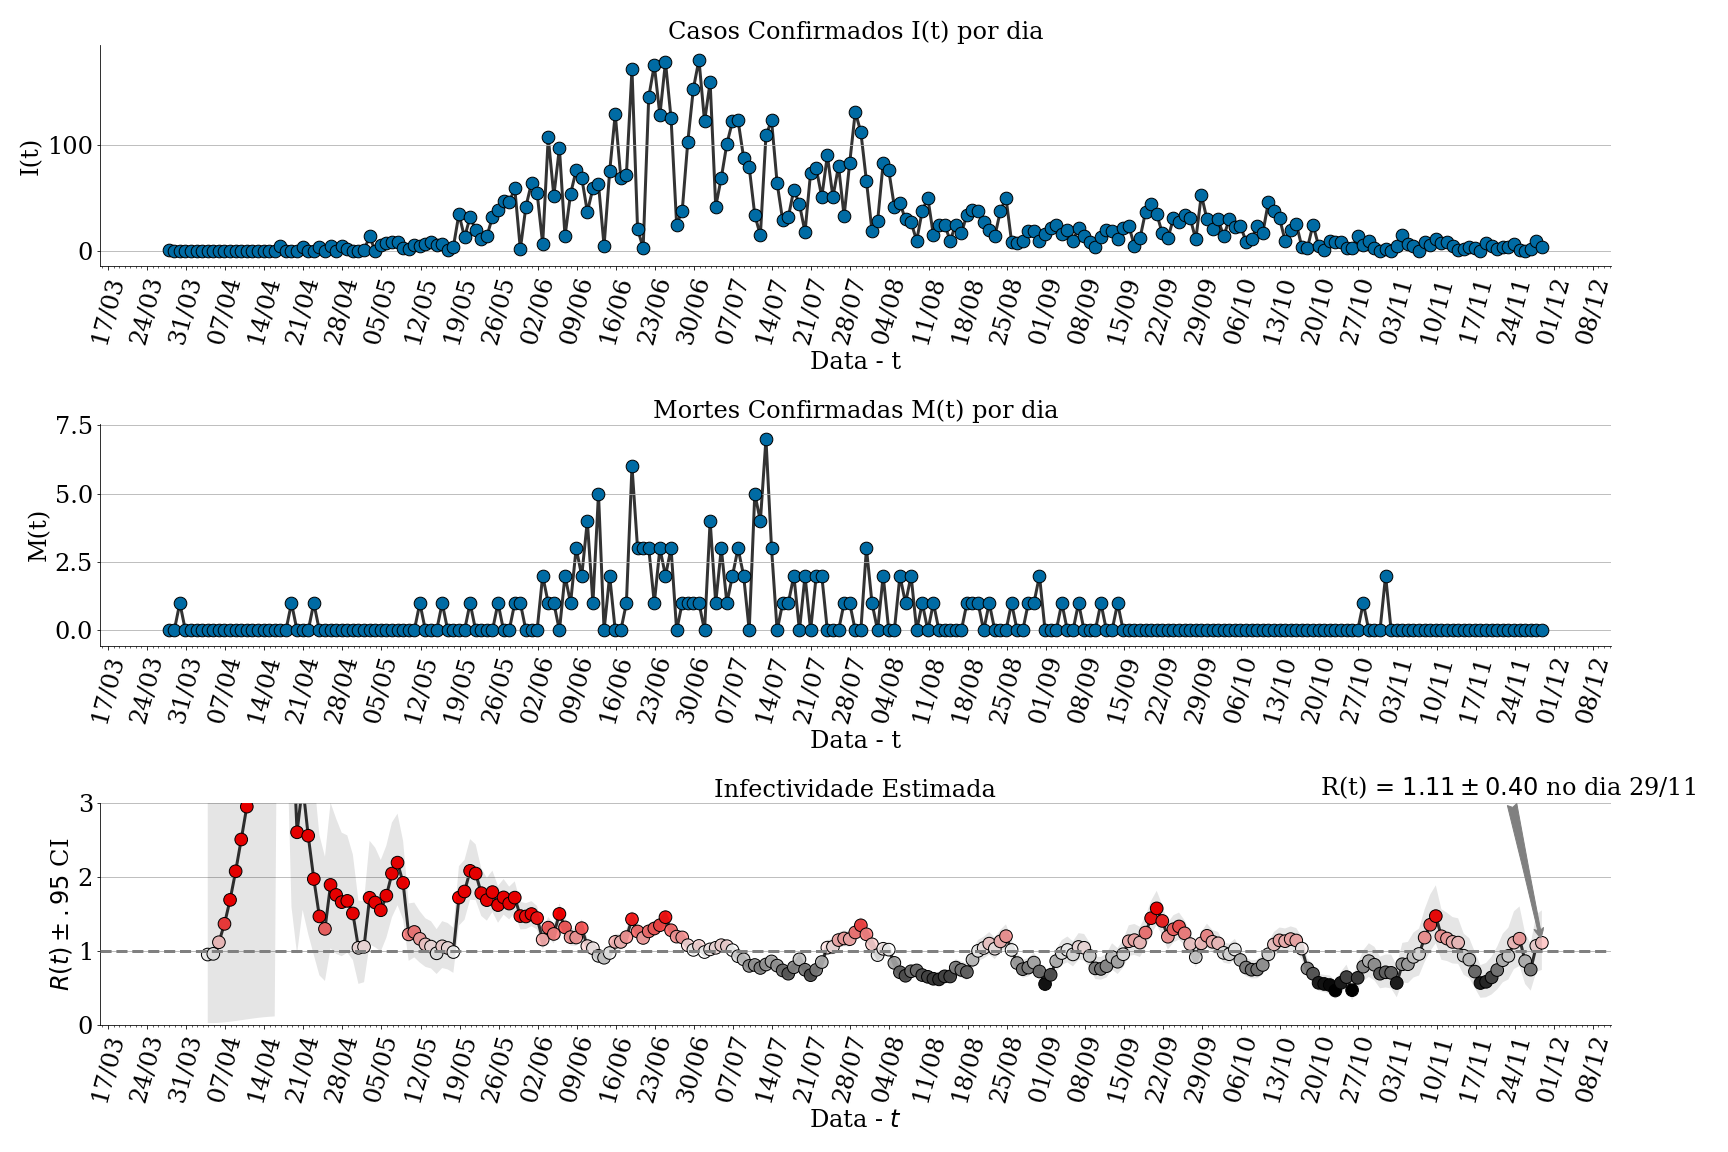 Casos Confirmados I(t) por dia
I(t)
100
0
17/03 24/03 31/03 07/04 14/04 21/04 28/04 05/05 12/05 19/05 26/05 02/06 09/06 16/06 23/06 30/06 07/07 14/07 21/07 28/07 04/08 11/08 18/08 25/08 01/09 08/09 15/09 22/09 29/09 06/10 13/10 20/10 27/10 03/11 10/11 17/11 24/11 01/12 08/12
Data - t
Mortes Confirmadas M(t) por dia
M(t)
7.5
5.0
2.5
0.0
17/03 24/03 31/03 07/04 14/04 21/04 28/04 05/05 12/05 19/05 26/05 02/06 09/06 16/06 23/06 30/06 07/07 14/07 21/07 28/07 04/08 11/08 18/08 25/08 01/09 08/09 15/09 22/09 29/09 06/10 13/10 20/10 27/10 03/11 10/11 17/11 24/11 01/12 08/12
Data - t
Infectividade Estimada
R(t) = 1.11 ± 0.40 no dia 29/11
R(t) ± .95 CI
3
2
1
0
17/03 24/03 31/03 07/04 14/04 21/04 28/04 05/05 12/05 19/05 26/05 02/06 09/06 16/06 23/06 30/06 07/07 14/07 21/07 28/07 04/08 11/08 18/08 25/08 01/09 08/09 15/09 22/09 29/09 06/10 13/10 20/10 27/10 03/11 10/11 17/11 24/11 01/12 08/12
Data - t